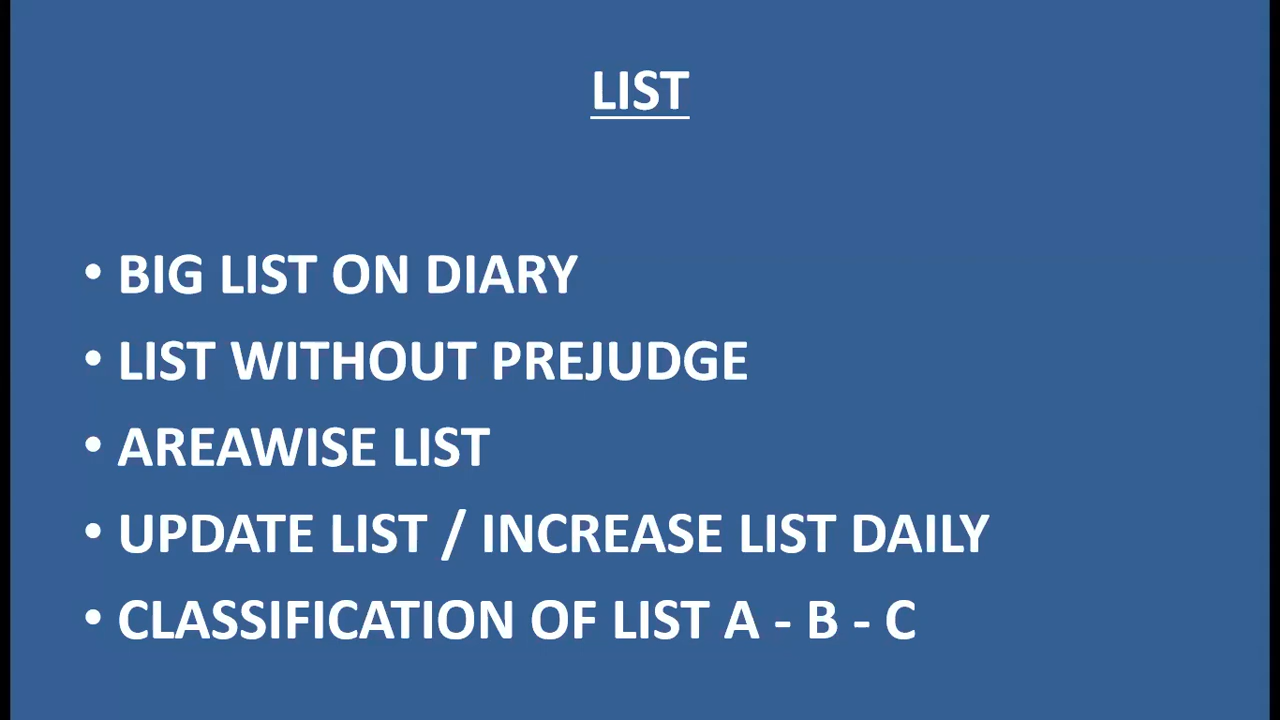 LIST
• BIG LIST ON DIARY
• LIST WITHOUT PREJUDGE
• AREAWISE LIST
• UPDATE LIST / INCREASE LIST DAILY
• CLASSIFICATION OF LIST A - B - C